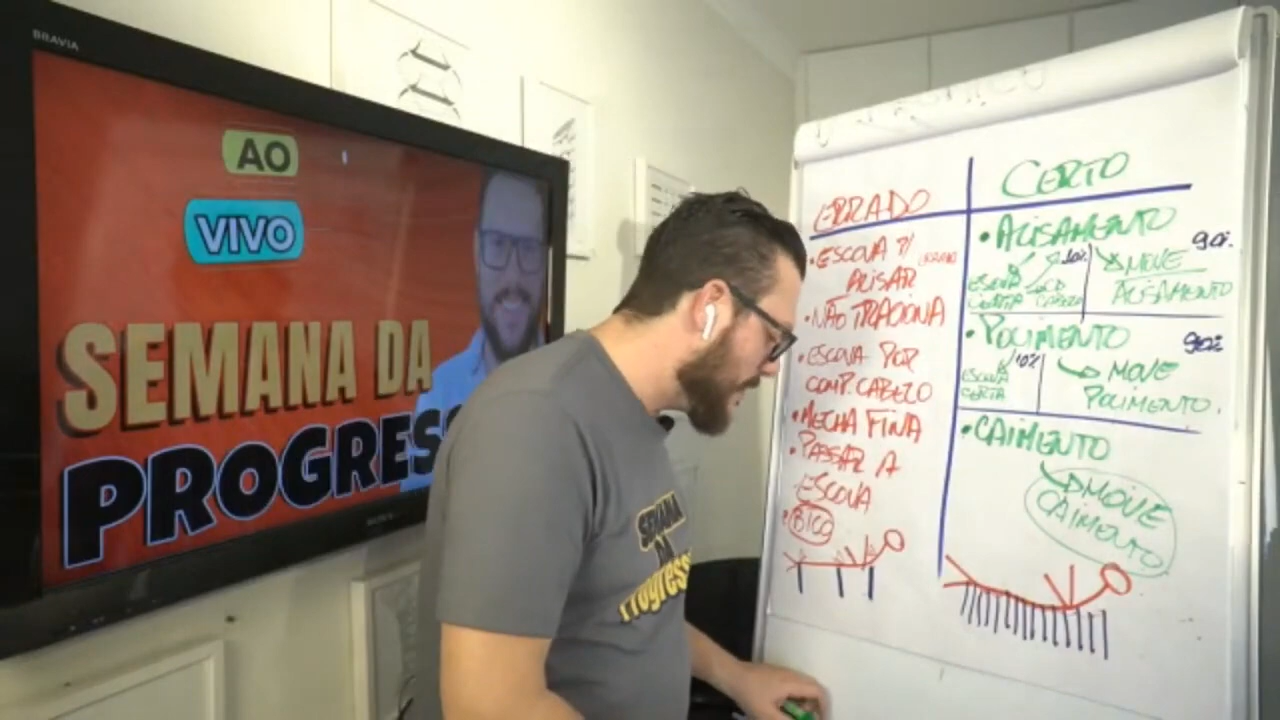 BRAVIA
AO
VIVO
SEMANA DA
PROGRES
SEMANA
DA
Progress
ERRADO
• ESCOVA P/
ALISAR
• NÃO TRACIONA
• ESCOVA POR
COMP. CABELO
• MECHA FINA
• PASSAR A
ESCOVA
• BICO
CERTO
• ALISAMENTO
10%
90%
MOVE
ALISAMENTO
ESCOVA
CERTA
CABELO
• POLIMENTO
10%
90%
MOVE
POLIMENTO.
ESCOVA
CERTA
• CAIMENTO
MOVE
CAIMENTO